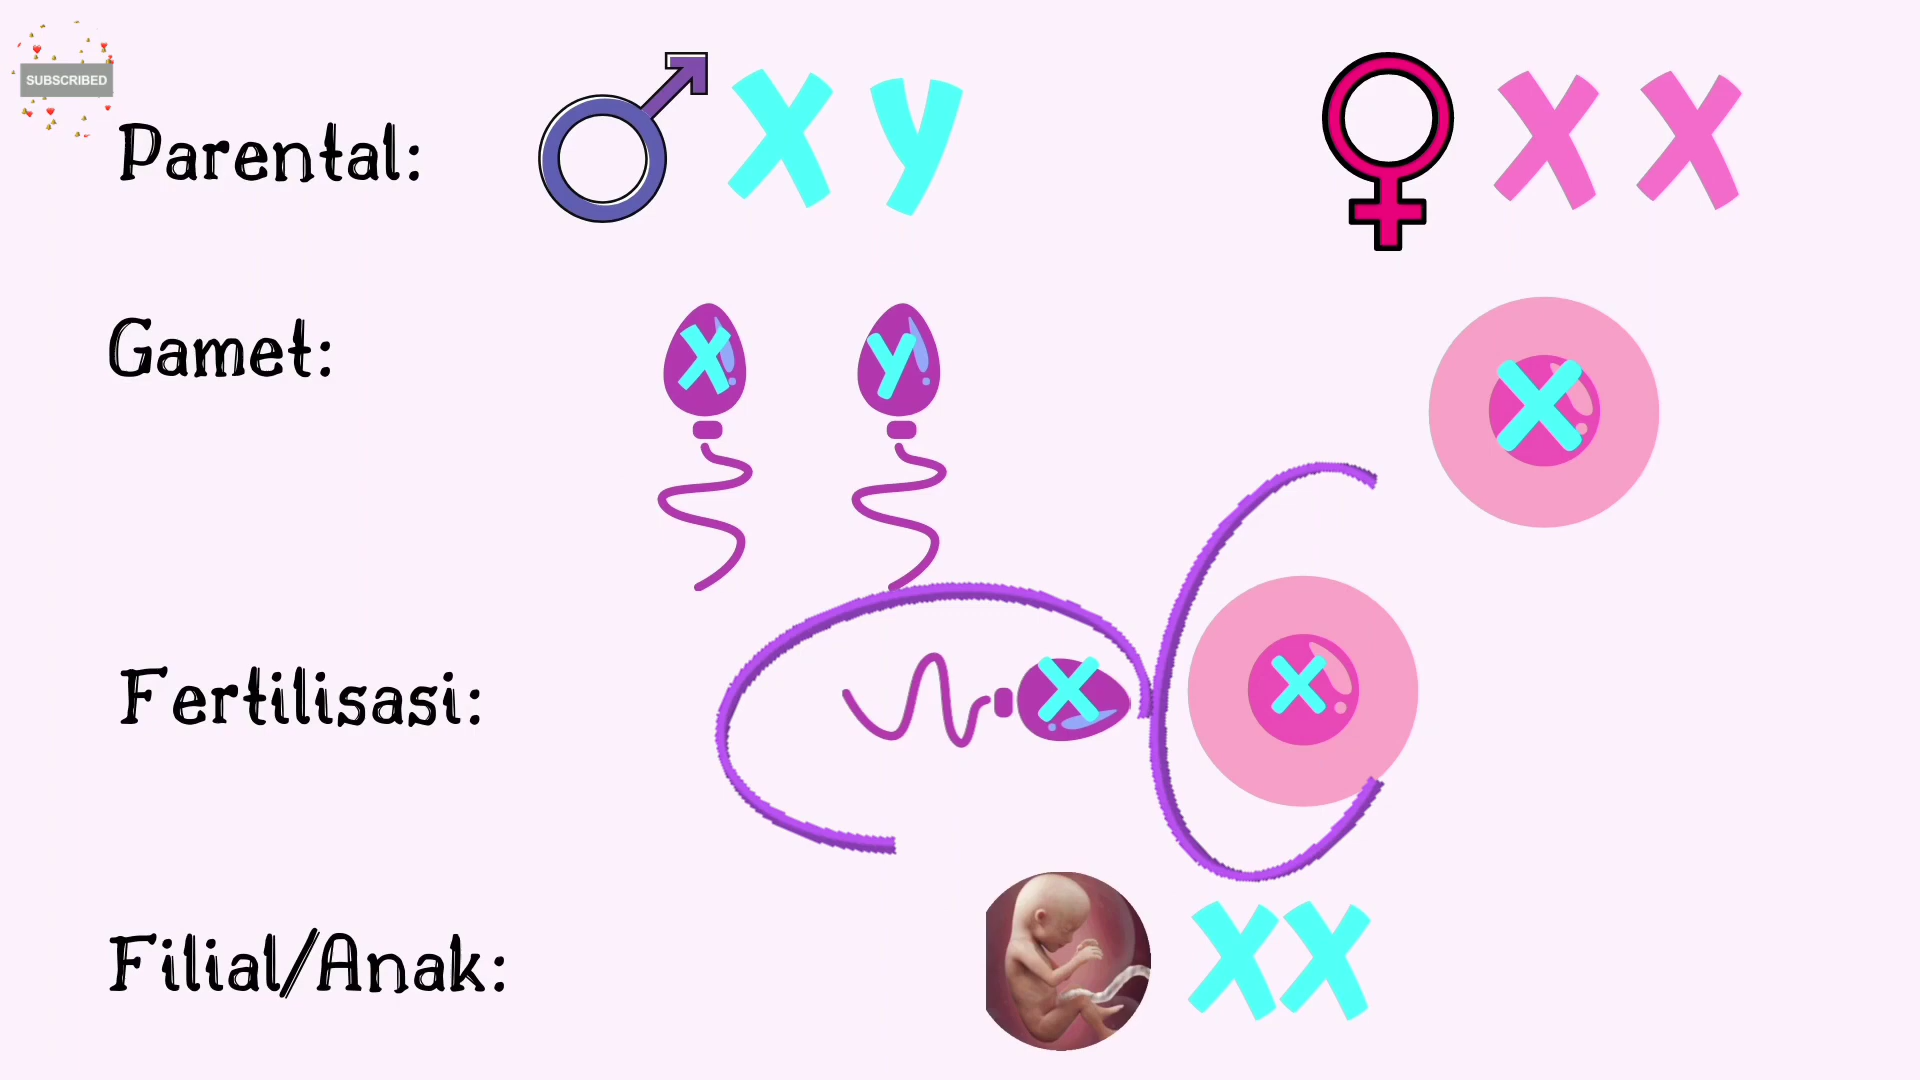 SUBSCRIBED
Parental: X y X X
Gamet: X y X
Fertilisasi: X X
Filial/Anak: XX